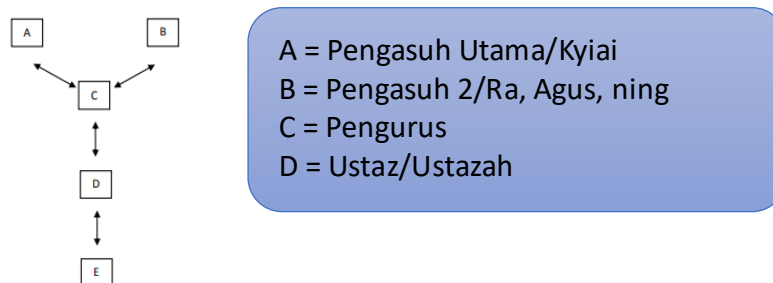 A
B
C
D
E
A = Pengasuh Utama/Kyiai
B = Pengasuh 2/Ra, Agus, ning
C = Pengurus
D = Ustaz/Ustazah